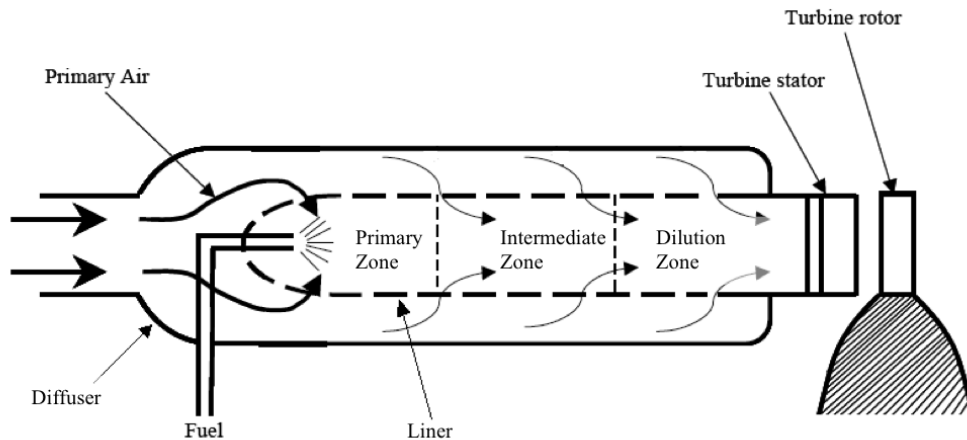 Turbine rotor
Primary Air
Turbine stator
Primary
Zone
Intermediate
Zone
Dilution
Zone
Diffuser
Fuel
Liner